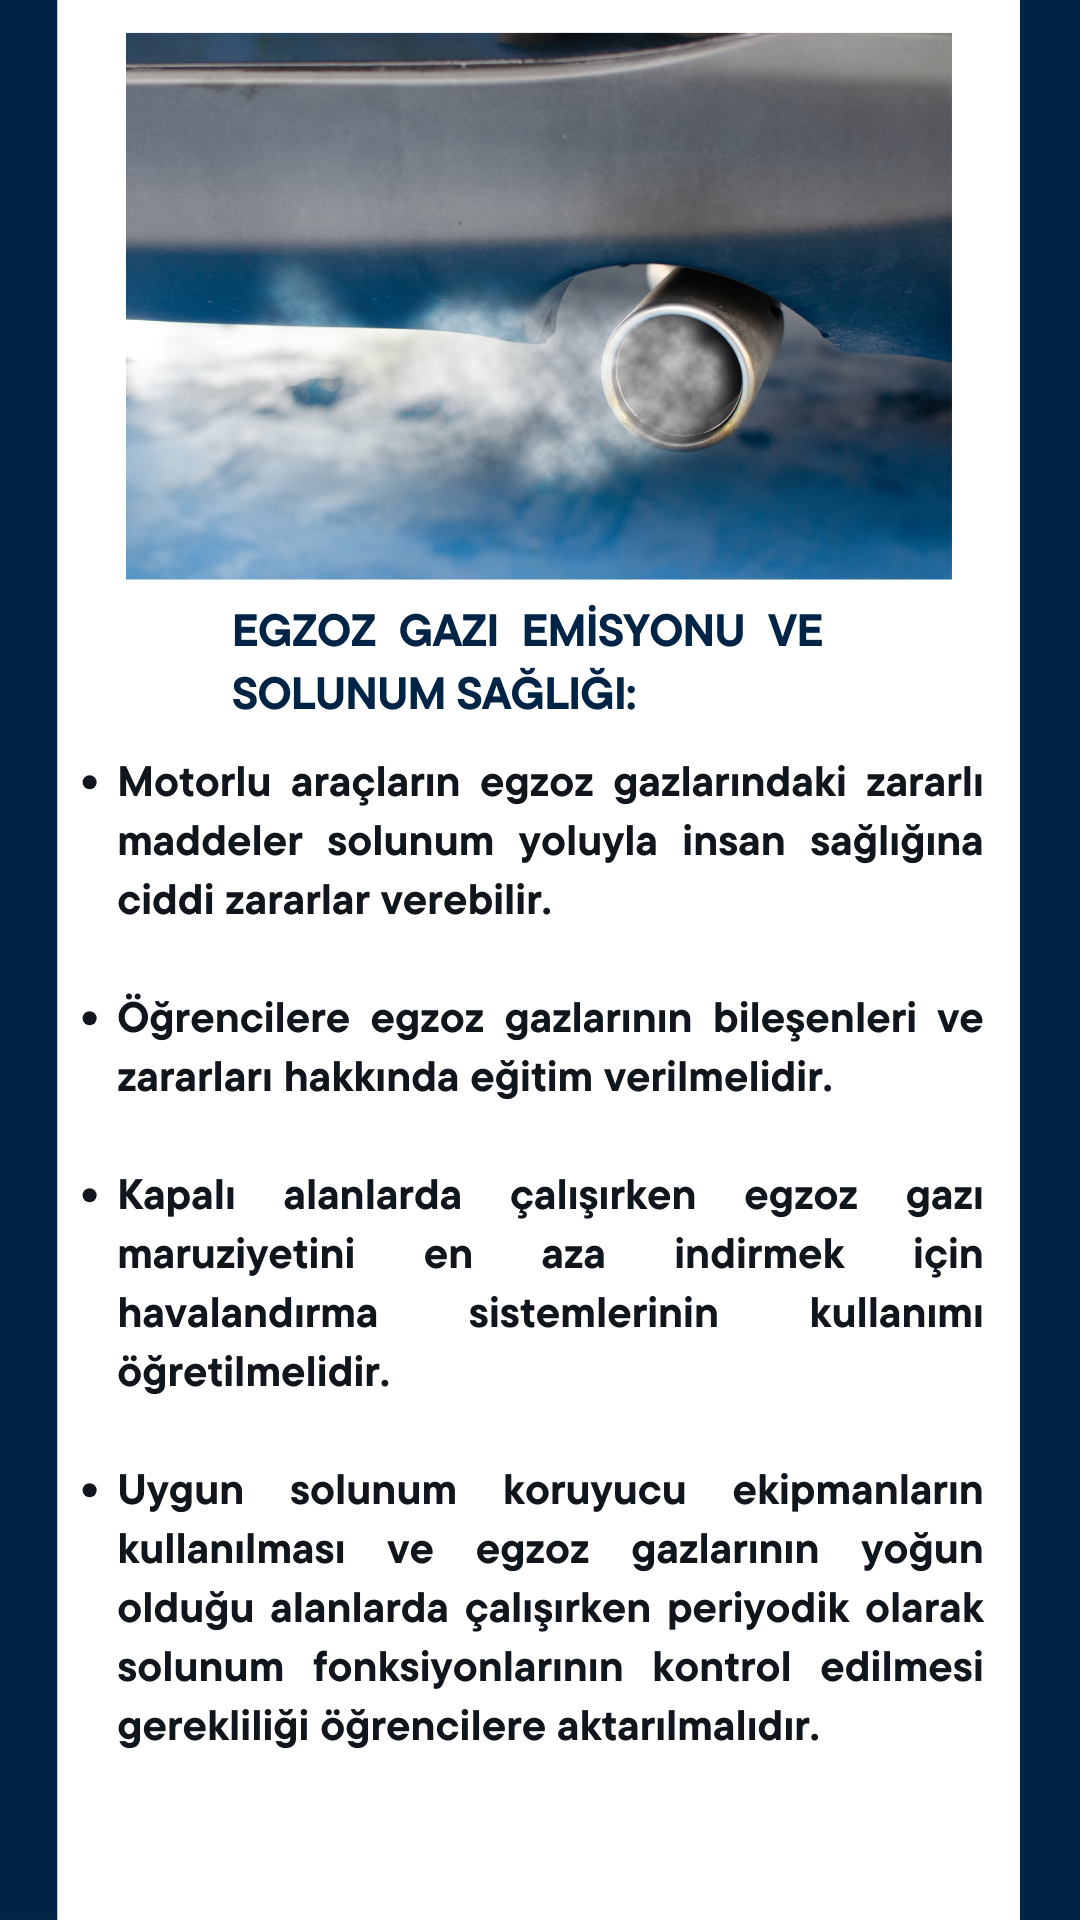 EGZOZ GAZI EMİSYONU VE
SOLUNUM SAĞLIĞI:
• Motorlu araçların egzoz gazlarındaki zararlı
maddeler solunum yoluyla insan sağlığına
ciddi zararlar verebilir.
• Öğrencilere egzoz gazlarının bileşenleri ve
zararları hakkında eğitim verilmelidir.
• Kapalı alanlarda çalışırken egzoz gazı
maruziyetini en aza indirmek için
havalandırma sistemlerinin kullanımı
öğretilmelidir.
• Uygun solunum koruyucu ekipmanların
kullanılması ve egzoz gazlarının yoğun
olduğu alanlarda çalışırken periyodik olarak
solunum fonksiyonlarının kontrol edilmesi
gerekliliği öğrencilere aktarılmalıdır.